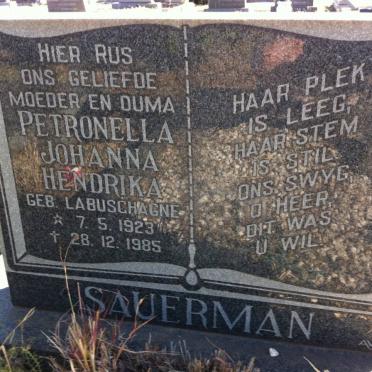 HIER RUS
ONS GELIEFDE
MOEDER EN OUMA
PETRONELLA
JOHANNA
HENDRIKA
GEB. LABUSCHAGNE
* 7. 5. 1923
† 28. 12. 1985
HAAR PLEK
IS LEEG,
HAAR STEM
IS STIL.
ONS SWYG,
O HEER,
DIT WAS
U WIL.
SAUERMAN